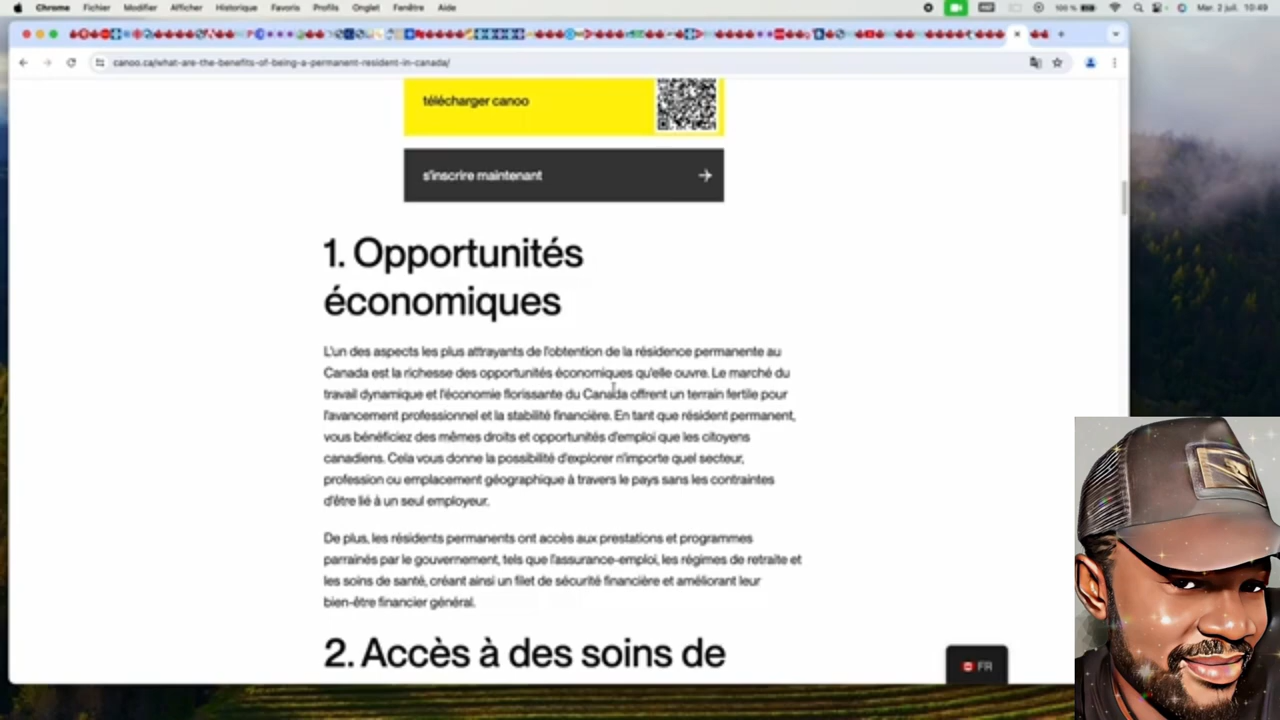 Chrome Fichier Modifier Afficher Historique Favoris Profils Onglet Fenêtre Aide 100 % Mar. 2 juil. 10:49
canoo.ca/what-are-the-benefits-of-being-a-permanent-resident-in-canada/
télécharger canoo
s'inscrire maintenant
1. Opportunités
économiques
L'un des aspects les plus attrayants de l'obtention de la résidence permanente au
Canada est la richesse des opportunités économiques qu'elle ouvre. Le marché du
travail dynamique et l'économie florissante du Canada offrent un terrain fertile pour
l'avancement professionnel et la stabilité financière. En tant que résident permanent,
vous bénéficiez des mêmes droits et opportunités d'emploi que les citoyens
canadiens. Cela vous donne la possibilité d'explorer n'importe quel secteur,
profession ou emplacement géographique à travers le pays sans les contraintes
d'être lié à un seul employeur.
De plus, les résidents permanents ont accès aux prestations et programmes
parrainés par le gouvernement, tels que l'assurance-emploi, les régimes de retraite et
les soins de santé, créant ainsi un filet de sécurité financière et améliorant leur
bien-être financier général.
2. Accès à des soins de
FR